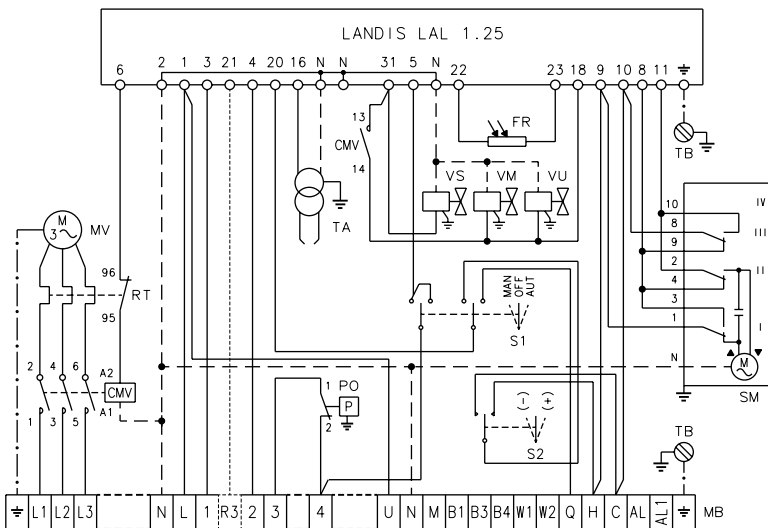 LANDIS LAL 1.25
6 2 1 3 21 4 20 16 N N 31 5 N 22 23 18 9 10 8 11
13
CMV
14
FR
TB
VS VM VU
TA
M
3~
MV
10 IV
8 III
9
2 II
4
3
1 I
N
M
SM
96
RT
95
MAN
OFF
AUT
S1
2 4 6 A2
CMV
1 3 5 A1
1 PO
P
2
(-) (+)
S2
TB
L1 L2 L3 N L 1 R3 2 3 4 U N M B1 B3 B4 W1 W2 Q H C AL AL1 MB